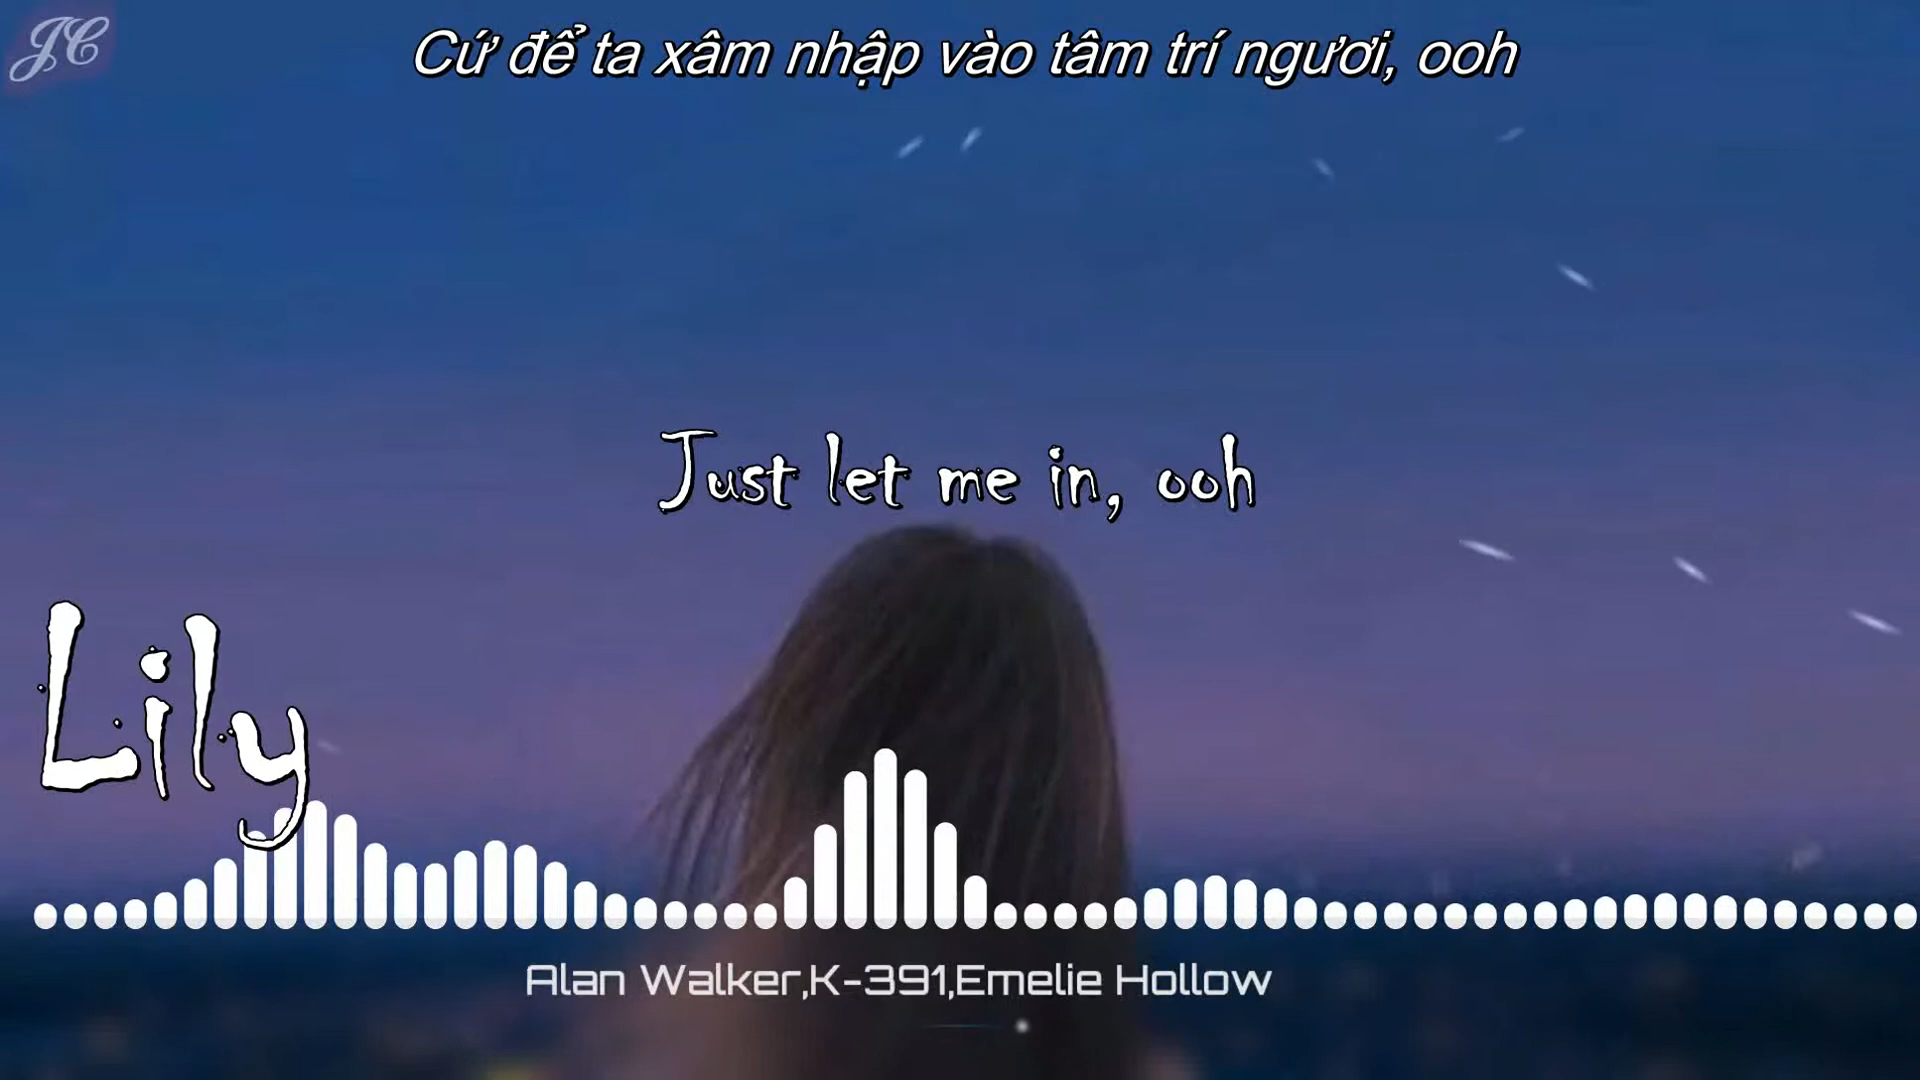 JC
Cứ để ta xâm nhập vào tâm trí ngươi, ooh
Just let me in, ooh
Lily
Alan Walker,K-391,Emelie Hollow